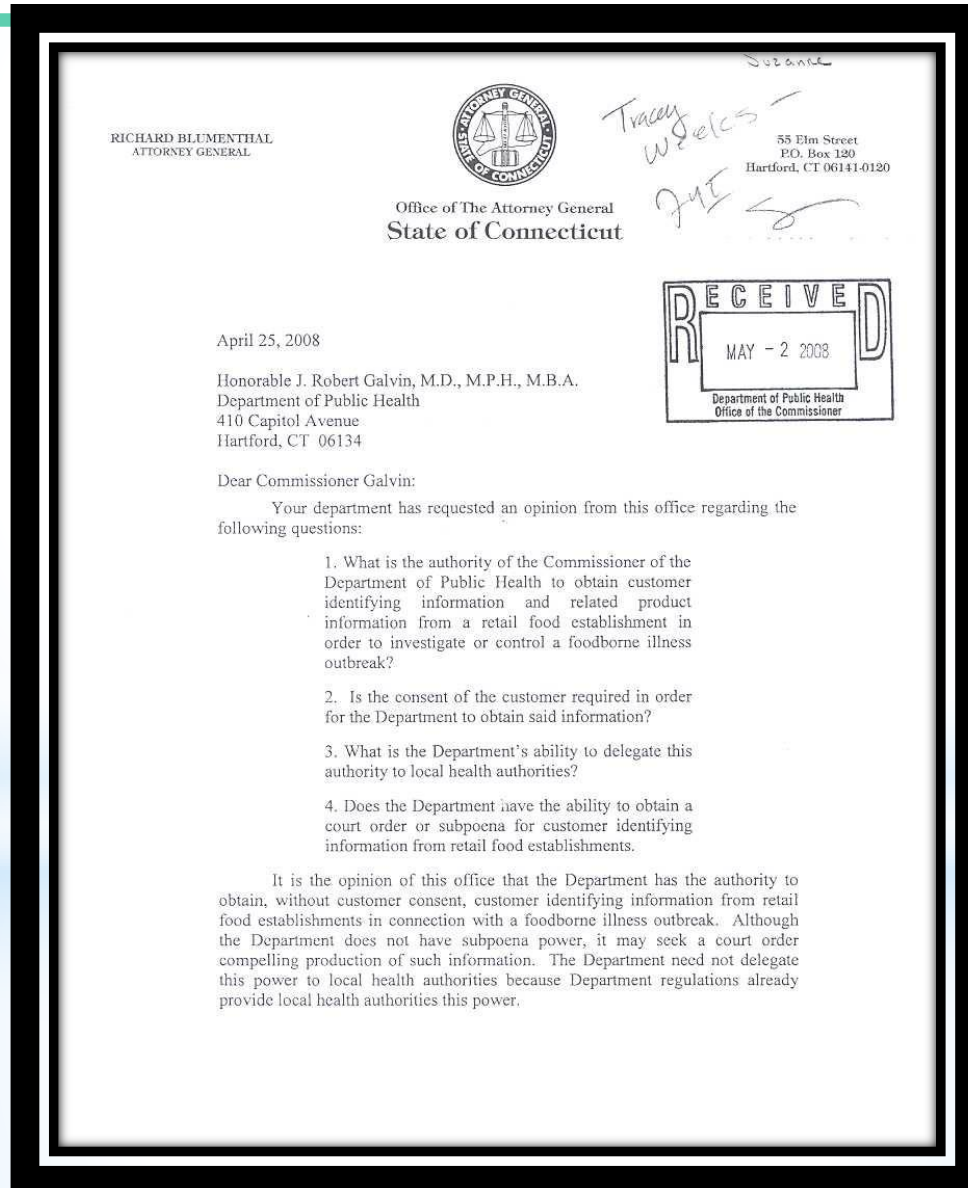 Suzanne
Tracey
Weeks –
FYI
RICHARD BLUMENTHAL
ATTORNEY GENERAL
ATTORNEY GENERAL
STATE OF CONNECTICUT
55 Elm Street
P.O. Box 120
Hartford, CT 06141-0120
Office of The Attorney General
State of Connecticut
RECEIVED
MAY - 2 2008
Department of Public Health
Office of the Commissioner
April 25, 2008
Honorable J. Robert Galvin, M.D., M.P.H., M.B.A.
Department of Public Health
410 Capitol Avenue
Hartford, CT 06134
Dear Commissioner Galvin:
Your department has requested an opinion from this office regarding the
following questions:
1. What is the authority of the Commissioner of the
Department of Public Health to obtain customer
identifying information and related product
information from a retail food establishment in
order to investigate or control a foodborne illness
outbreak?
2. Is the consent of the customer required in order
for the Department to obtain said information?
3. What is the Department's ability to delegate this
authority to local health authorities?
4. Does the Department have the ability to obtain a
court order or subpoena for customer identifying
information from retail food establishments.
It is the opinion of this office that the Department has the authority to
obtain, without customer consent, customer identifying information from retail
food establishments in connection with a foodborne illness outbreak. Although
the Department does not have subpoena power, it may seek a court order
compelling production of such information. The Department need not delegate
this power to local health authorities because Department regulations already
provide local health authorities this power.